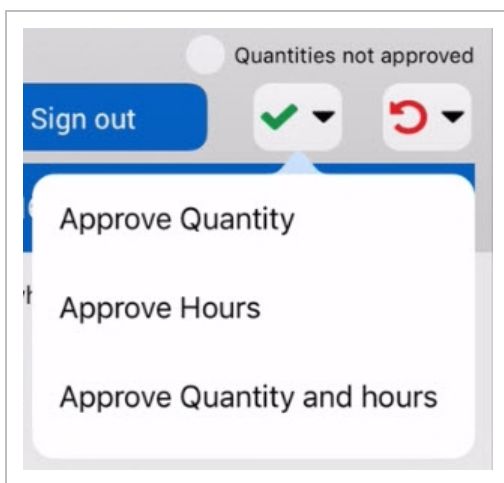 Quantities not approved
Sign out
Approve Quantity
Approve Hours
Approve Quantity and hours